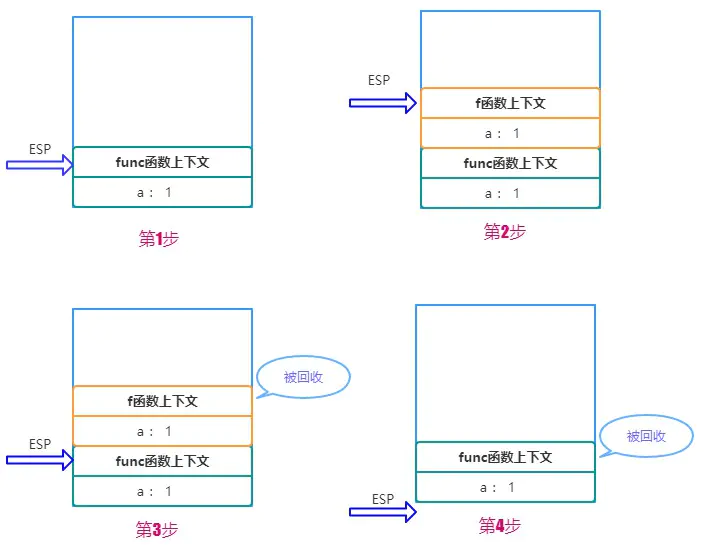 ESP
func函数上下文
a： 1
第1步
ESP
f函数上下文
a： 1
func函数上下文
a： 1
第2步
被回收
f函数上下文
a： 1
ESP
func函数上下文
a： 1
第3步
被回收
func函数上下文
a： 1
ESP
第4步